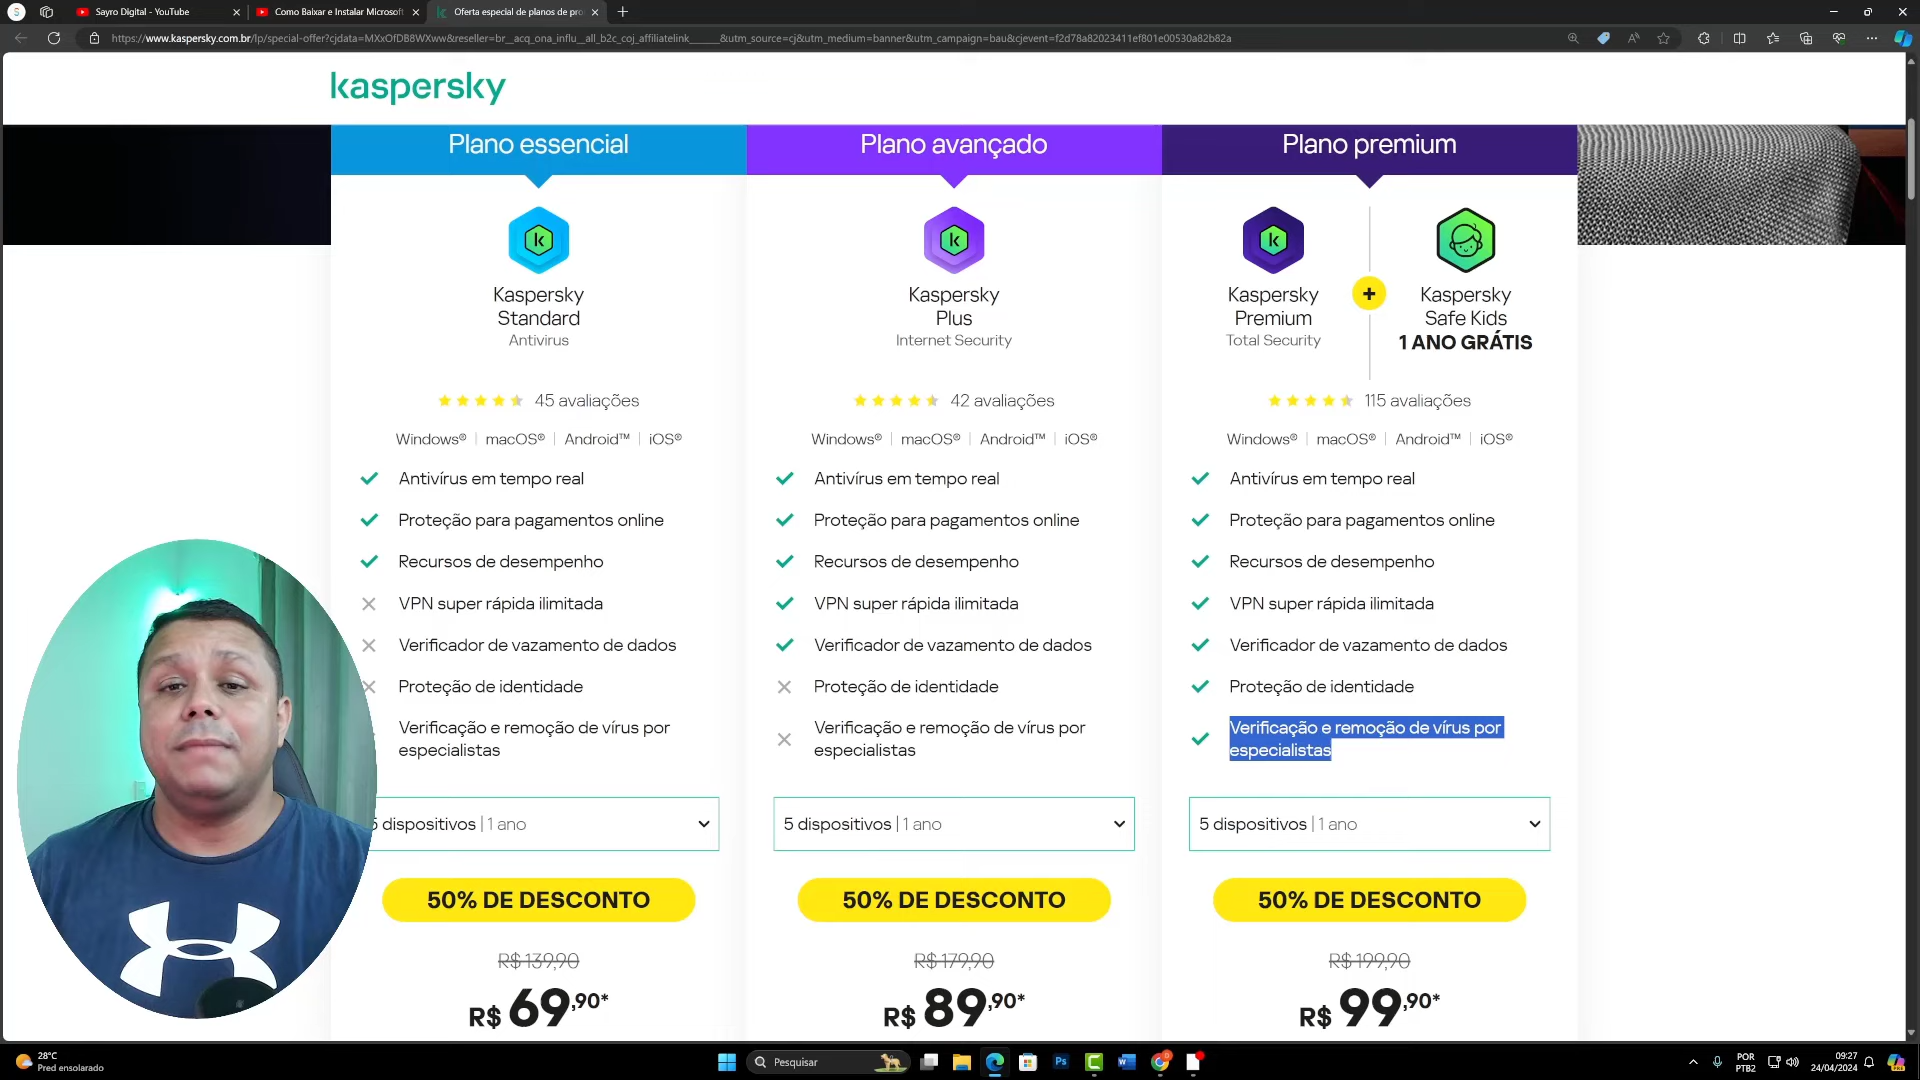 Sayro Digital - YouTube
Como Baixar e Instalar Microsoft
Oferta especial de planos de pro
https://www.kaspersky.com.br/lp/special-offer?cjdata=MXxOfDB8WXww&reseller=br__acq_ona_influ__all_b2c_coj_affiliatelink______&utm_source=cj&utm_medium=banner&utm_campaign=bau&cjevent=f2d78a82023411ef801e00530a82b82a
kaspersky
Plano essencial
Kaspersky
Standard
Antivirus
45 avaliações
Windows® | macOS® | Android™ | iOS®
Antivírus em tempo real
Proteção para pagamentos online
Recursos de desempenho
VPN super rápida ilimitada
Verificador de vazamento de dados
Proteção de identidade
Verificação e remoção de vírus por
especialistas
5 dispositivos | 1 ano
50% DE DESCONTO
R$ 139,90
R$ 69,90*
Plano avançado
Kaspersky
Plus
Internet Security
42 avaliações
Windows® | macOS® | Android™ | iOS®
Antivírus em tempo real
Proteção para pagamentos online
Recursos de desempenho
VPN super rápida ilimitada
Verificador de vazamento de dados
Proteção de identidade
Verificação e remoção de vírus por
especialistas
5 dispositivos | 1 ano
50% DE DESCONTO
R$ 179,90
R$ 89,90*
Plano premium
Kaspersky
Premium
Total Security
+
Kaspersky
Safe Kids
1 ANO GRÁTIS
115 avaliações
Windows® | macOS® | Android™ | iOS®
Antivírus em tempo real
Proteção para pagamentos online
Recursos de desempenho
VPN super rápida ilimitada
Verificador de vazamento de dados
Proteção de identidade
Verificação e remoção de vírus por
especialistas
5 dispositivos | 1 ano
50% DE DESCONTO
R$ 199,90
R$ 99,90*
28°C
Pred ensolarado
Pesquisar
POR
PTB2
09:27
24/04/2024